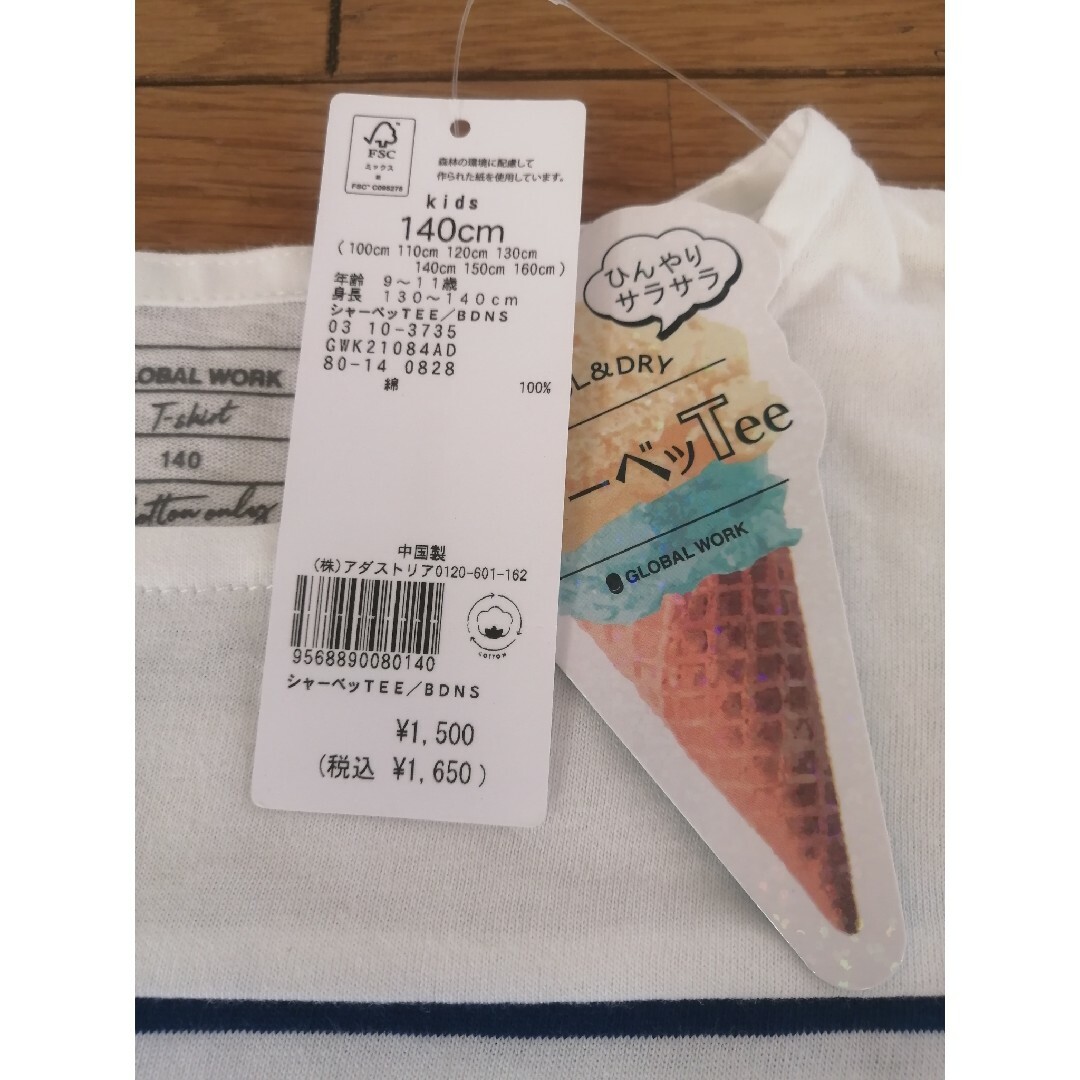 FSC
ミックス
FSC™ C095275
森林の環境に配慮して
作られた紙を使用しています。
kids
140cm
(100cm 110cm 120cm 130cm
140cm 150cm 160cm)
年齢 9～11歳
身長 130～140cm
シャーベッTEE／BDNS
03 10-3735
GWK21084AD
80-14 0828
綿 100%
中国製
(株)アダストリア0120-601-162
9568890080140
COTTON
シャーベッTEE／BDNS
¥1,500
(税込 ¥1,650)
ひんやり
サラサラ
L&DRY
ーベッTee
GLOBAL WORK
OBAL WORK
T-shirt
140
otton only